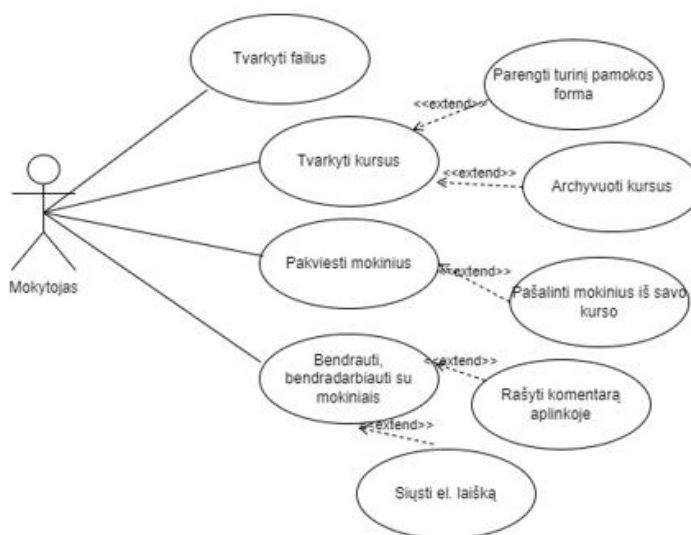 Tvarkyti failus
Parengti turinį pamokos
forma
<<extend>>
Tvarkyti kursus
<<extend>>
Archyvuoti kursus
Mokytojas
Pakviesti mokinius
<<extend>>
Pašalinti mokinius iš savo
kurso
Bendrauti,
bendradarbiauti su
mokiniais
<<extend>>
Rašyti komentarą
aplinkoje
<<extend>>
Siųsti el. laišką